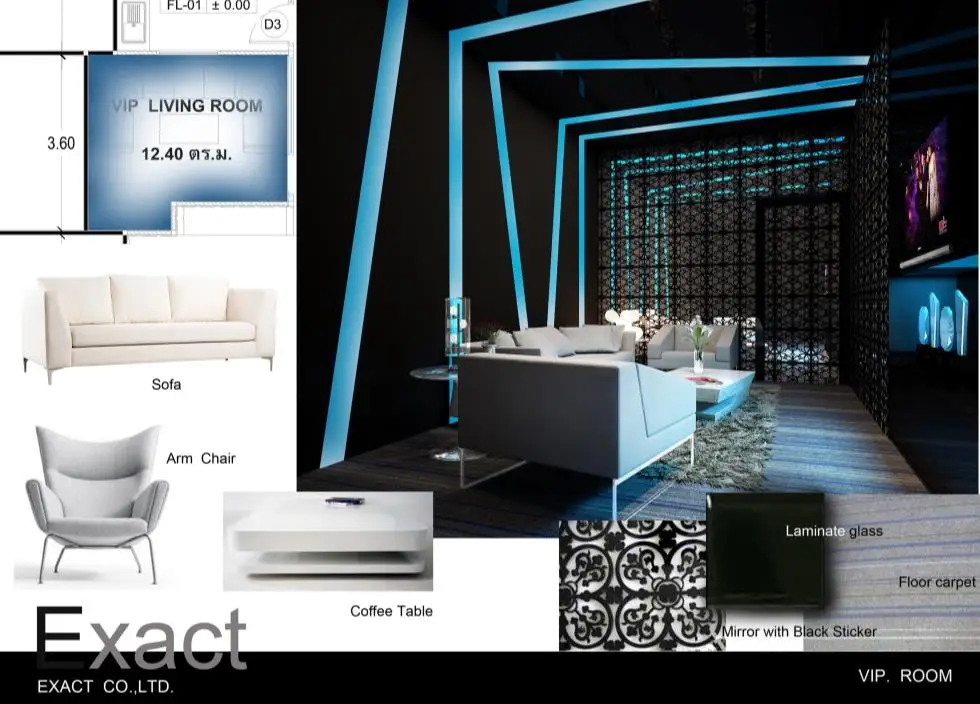 FL-01 ± 0.00
D3
VIP LIVING ROOM
3.60
12.40 ตร.ม.
Sofa
Arm Chair
Laminate glass
Floor carpet
Coffee Table
Mirror with Black Sticker
Exact
EXACT CO.,LTD.
VIP. ROOM